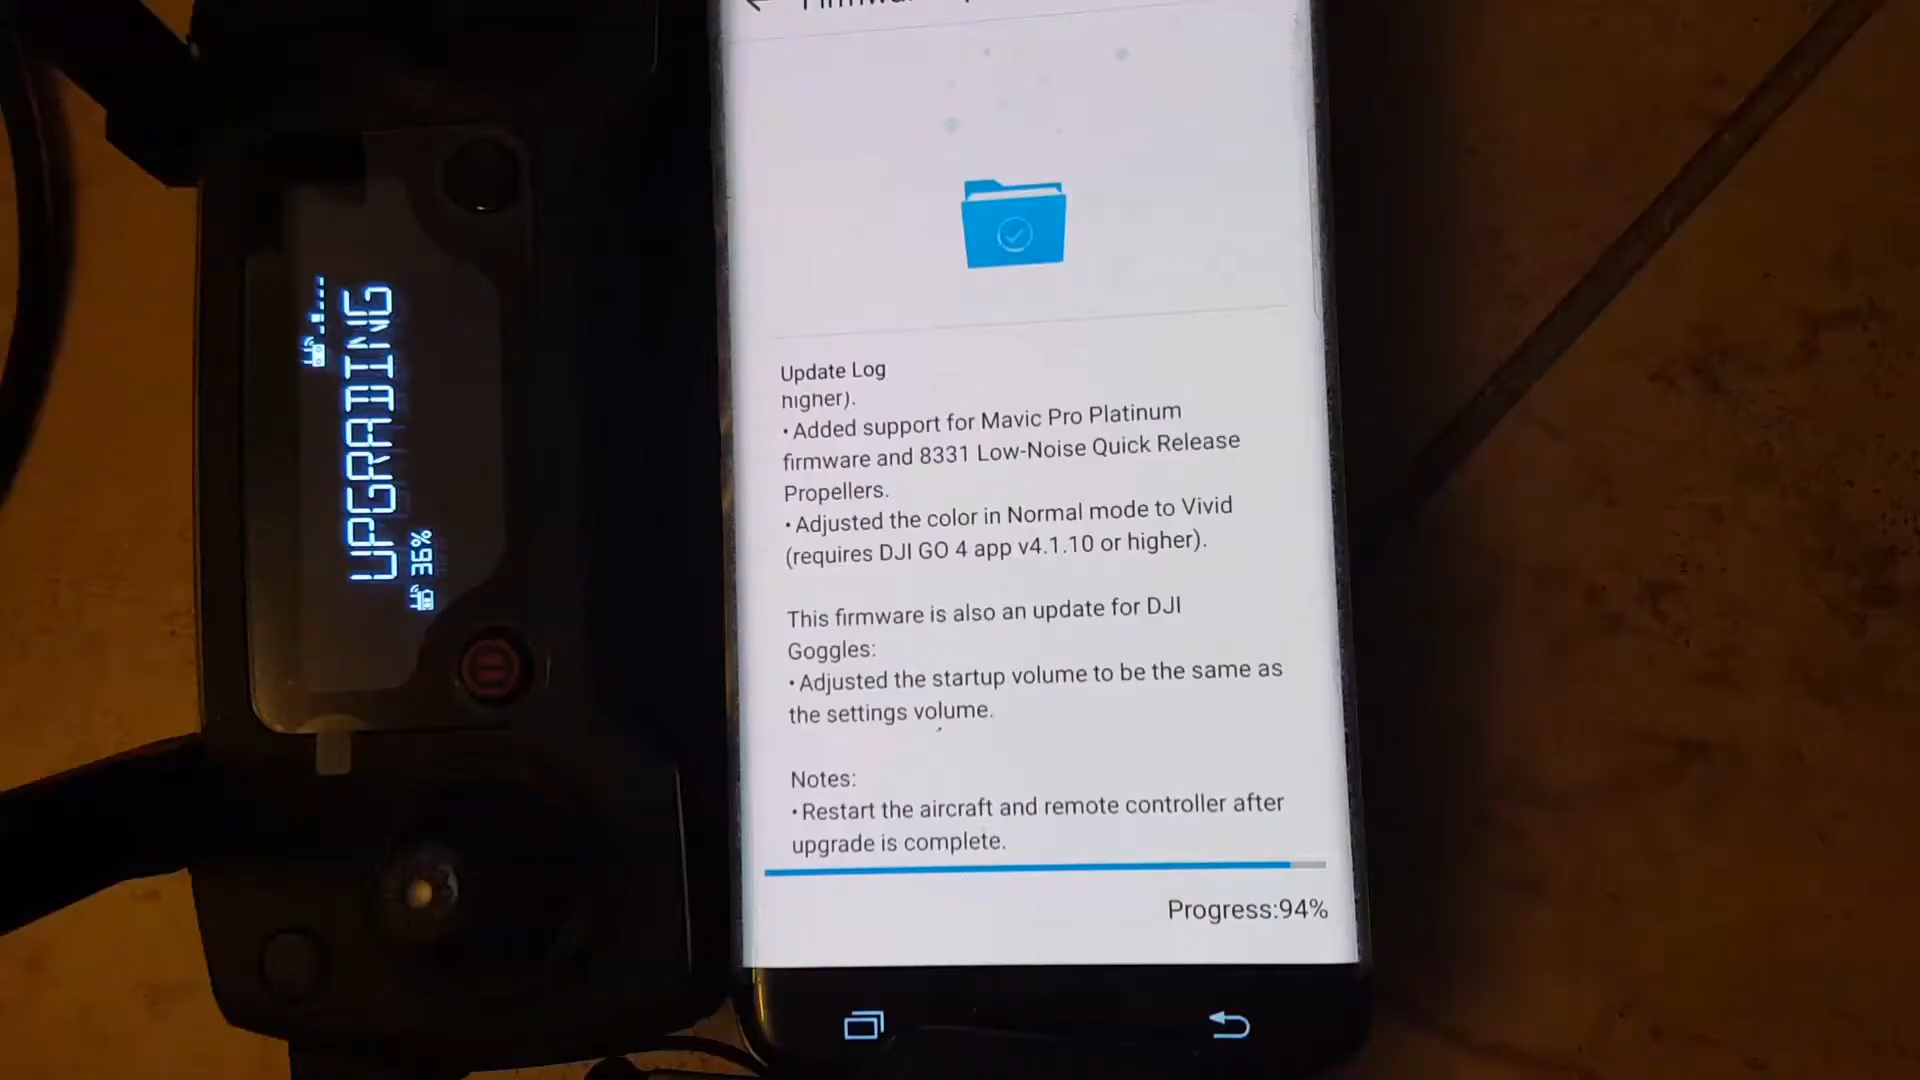 UPGRADING
36%
Update Log
higher).
• Added support for Mavic Pro Platinum
firmware and 8331 Low-Noise Quick Release
Propellers.
• Adjusted the color in Normal mode to Vivid
(requires DJI GO 4 app v4.1.10 or higher).
This firmware is also an update for DJI
Goggles:
• Adjusted the startup volume to be the same as
the settings volume.
Notes:
• Restart the aircraft and remote controller after
upgrade is complete.
Progress:94%